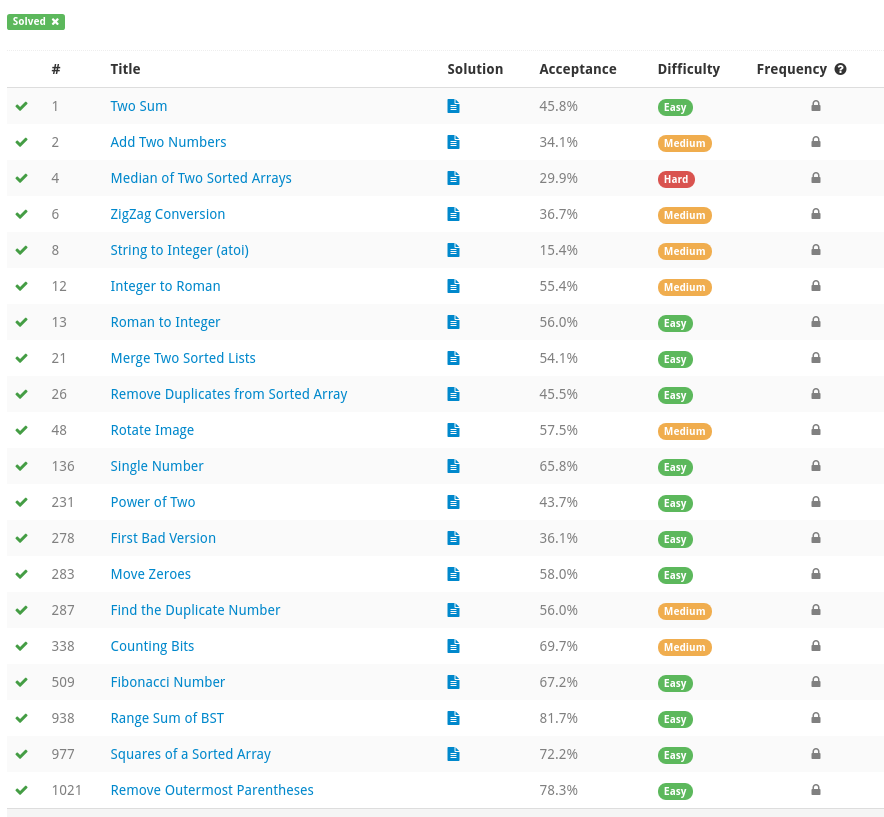 Solved ✖
# Title Solution Acceptance Difficulty Frequency ?
1 Two Sum 45.8% Easy
2 Add Two Numbers 34.1% Medium
4 Median of Two Sorted Arrays 29.9% Hard
6 ZigZag Conversion 36.7% Medium
8 String to Integer (atoi) 15.4% Medium
12 Integer to Roman 55.4% Medium
13 Roman to Integer 56.0% Easy
21 Merge Two Sorted Lists 54.1% Easy
26 Remove Duplicates from Sorted Array 45.5% Easy
48 Rotate Image 57.5% Medium
136 Single Number 65.8% Easy
231 Power of Two 43.7% Easy
278 First Bad Version 36.1% Easy
283 Move Zeroes 58.0% Easy
287 Find the Duplicate Number 56.0% Medium
338 Counting Bits 69.7% Medium
509 Fibonacci Number 67.2% Easy
938 Range Sum of BST 81.7% Easy
977 Squares of a Sorted Array 72.2% Easy
1021 Remove Outermost Parentheses 78.3% Easy